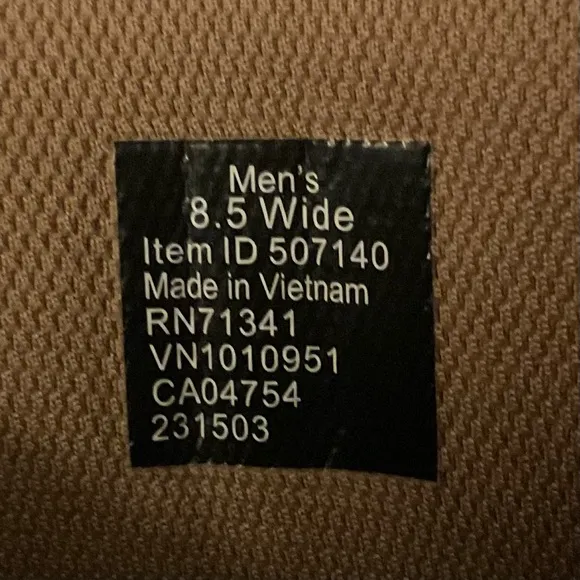 Men's
8.5 Wide
Item ID 507140
Made in Vietnam
RN71341
VN1010951
CA04754
231503